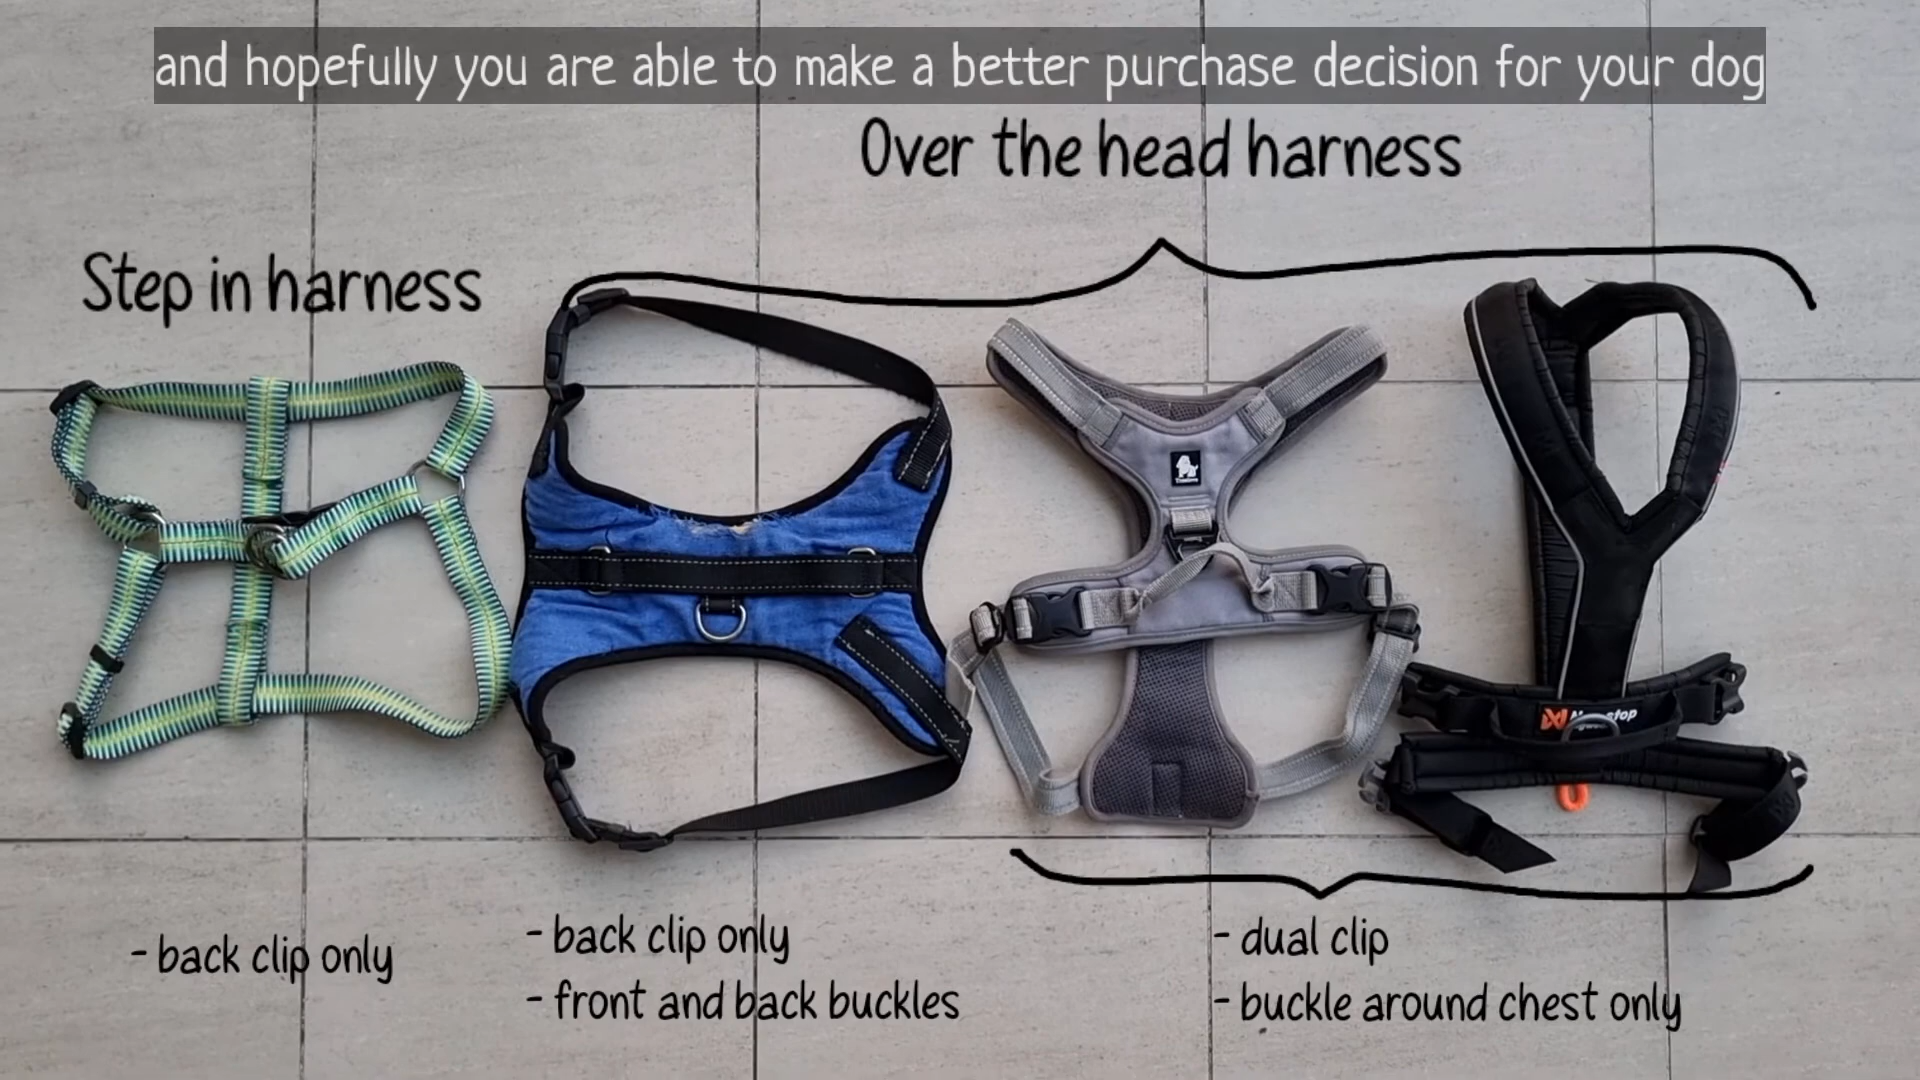 and hopefully you are able to make a better purchase decision for your dog
Over the head harness
Step in harness
- back clip only
- back clip only
- front and back buckles
- dual clip
- buckle around chest only